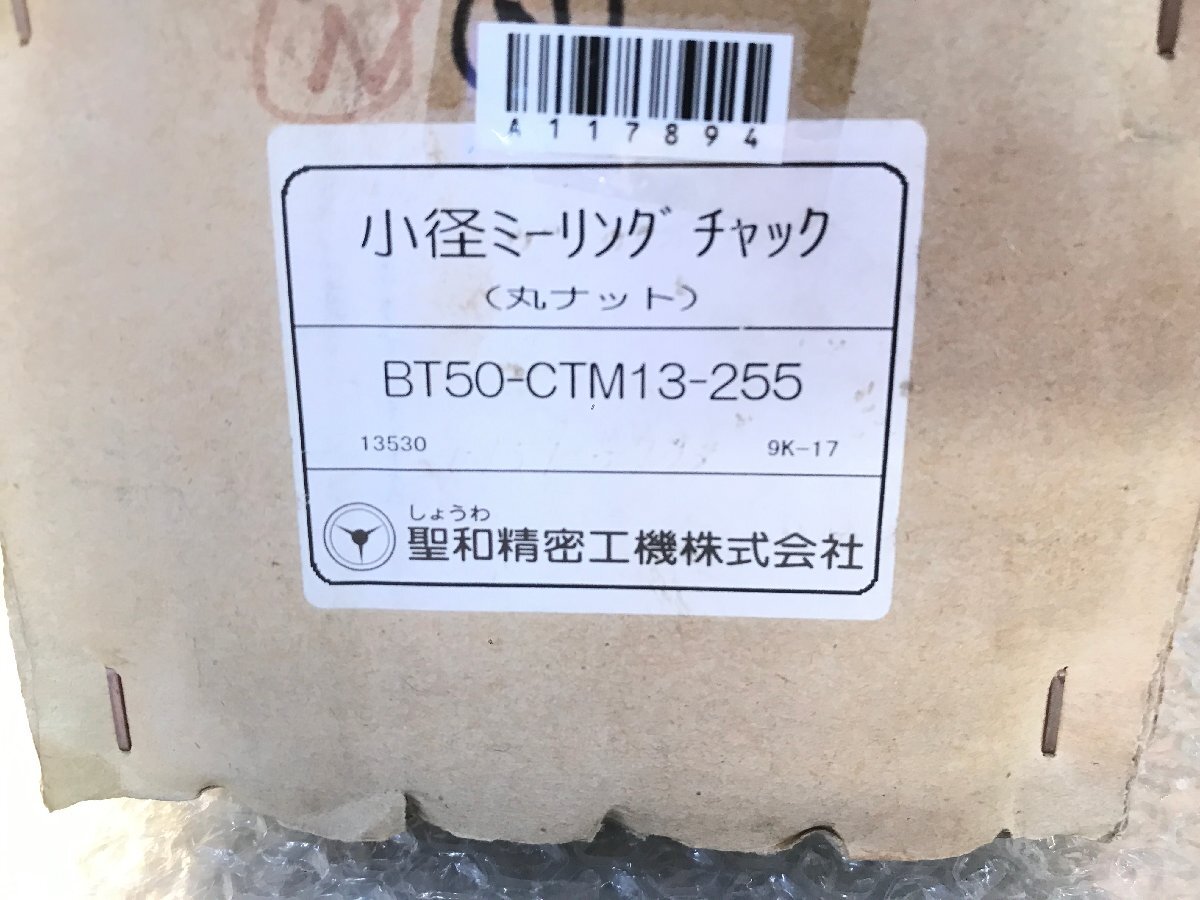 N
A117894
小径ミーリング チャック
(丸ナット)
BT50-CTM13-255
13530 9K-17
しょうわ
聖和精密工機株式会社